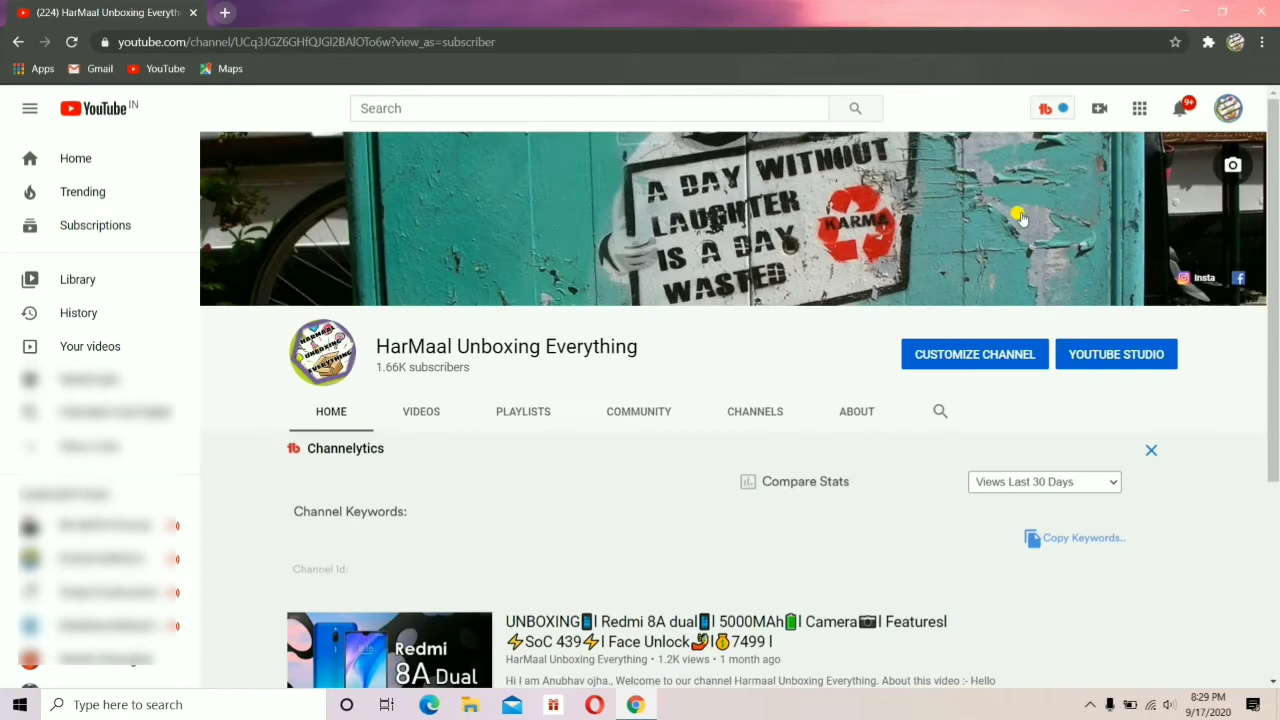 (224) HarMaal Unboxing Everyth
youtube.com/channel/UCq3JGZ6GHfQJGl2BAlOTo6w?view_as=subscriber
Apps Gmail YouTube Maps
YouTube IN
Search
9+
Home
Trending
Subscriptions
Library
History
Your videos
A DAY WITHOUT
LAUGHTER
IS A DAY
WASTED
KARMA
Insta
HarMaal Unboxing Everything
1.66K subscribers
CUSTOMIZE CHANNEL YOUTUBE STUDIO
HOME VIDEOS PLAYLISTS COMMUNITY CHANNELS ABOUT
Channelytics
Compare Stats
Views Last 30 Days
Channel Keywords:
Copy Keywords..
Channel Id:
Redmi
8A Dual
UNBOXING📱l Redmi 8A dual📱l 5000MAh🔋l Camera📷l Featuresl
⚡SoC 439⚡l Face Unlock🤳l💰7499 l
HarMaal Unboxing Everything • 1.2K views • 1 month ago
Hi I am Anubhav ojha., Welcome to our channel Harmaal Unboxing Everything. About this video :- Hello
Type here to search
8:29 PM
9/17/2020